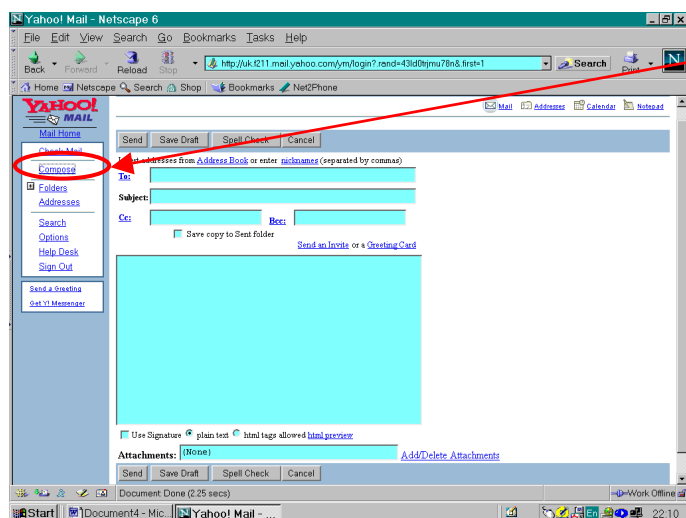 Yahoo! Mail - Netscape 6
File Edit View Search Go Bookmarks Tasks Help
Back Forward Reload Stop http://uk.f211.mail.yahoo.com/ym/login?.rand=43ld0trjmu78n&.first=1 Search Print N
Home Netscape Search Shop Bookmarks Net2Phone
YAHOO! MAIL
Mail Addresses Calendar Notepad
Mail Home
Check Mail
Compose
Folders
Addresses
Search
Options
Help Desk
Sign Out
Send a Greeting
Get Y! Messenger
Send Save Draft Spell Check Cancel
Insert addresses from Address Book or enter nicknames (separated by commas)
To:
Subject:
Cc: Bcc:
Save copy to Sent folder
Send an Invite or a Greeting Card
Use Signature plain text html tags allowed html preview
Attachments: (None) Add/Delete Attachments
Send Save Draft Spell Check Cancel
Document: Done (2.25 secs) Work Offline
Start Document4 - Mic... Yahoo! Mail - ... En 22:10